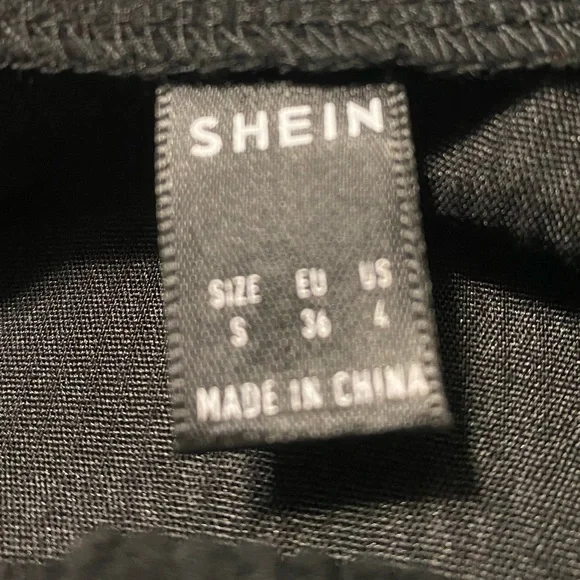 SHEIN
SIZE EU US
S 36 4
MADE IN CHINA